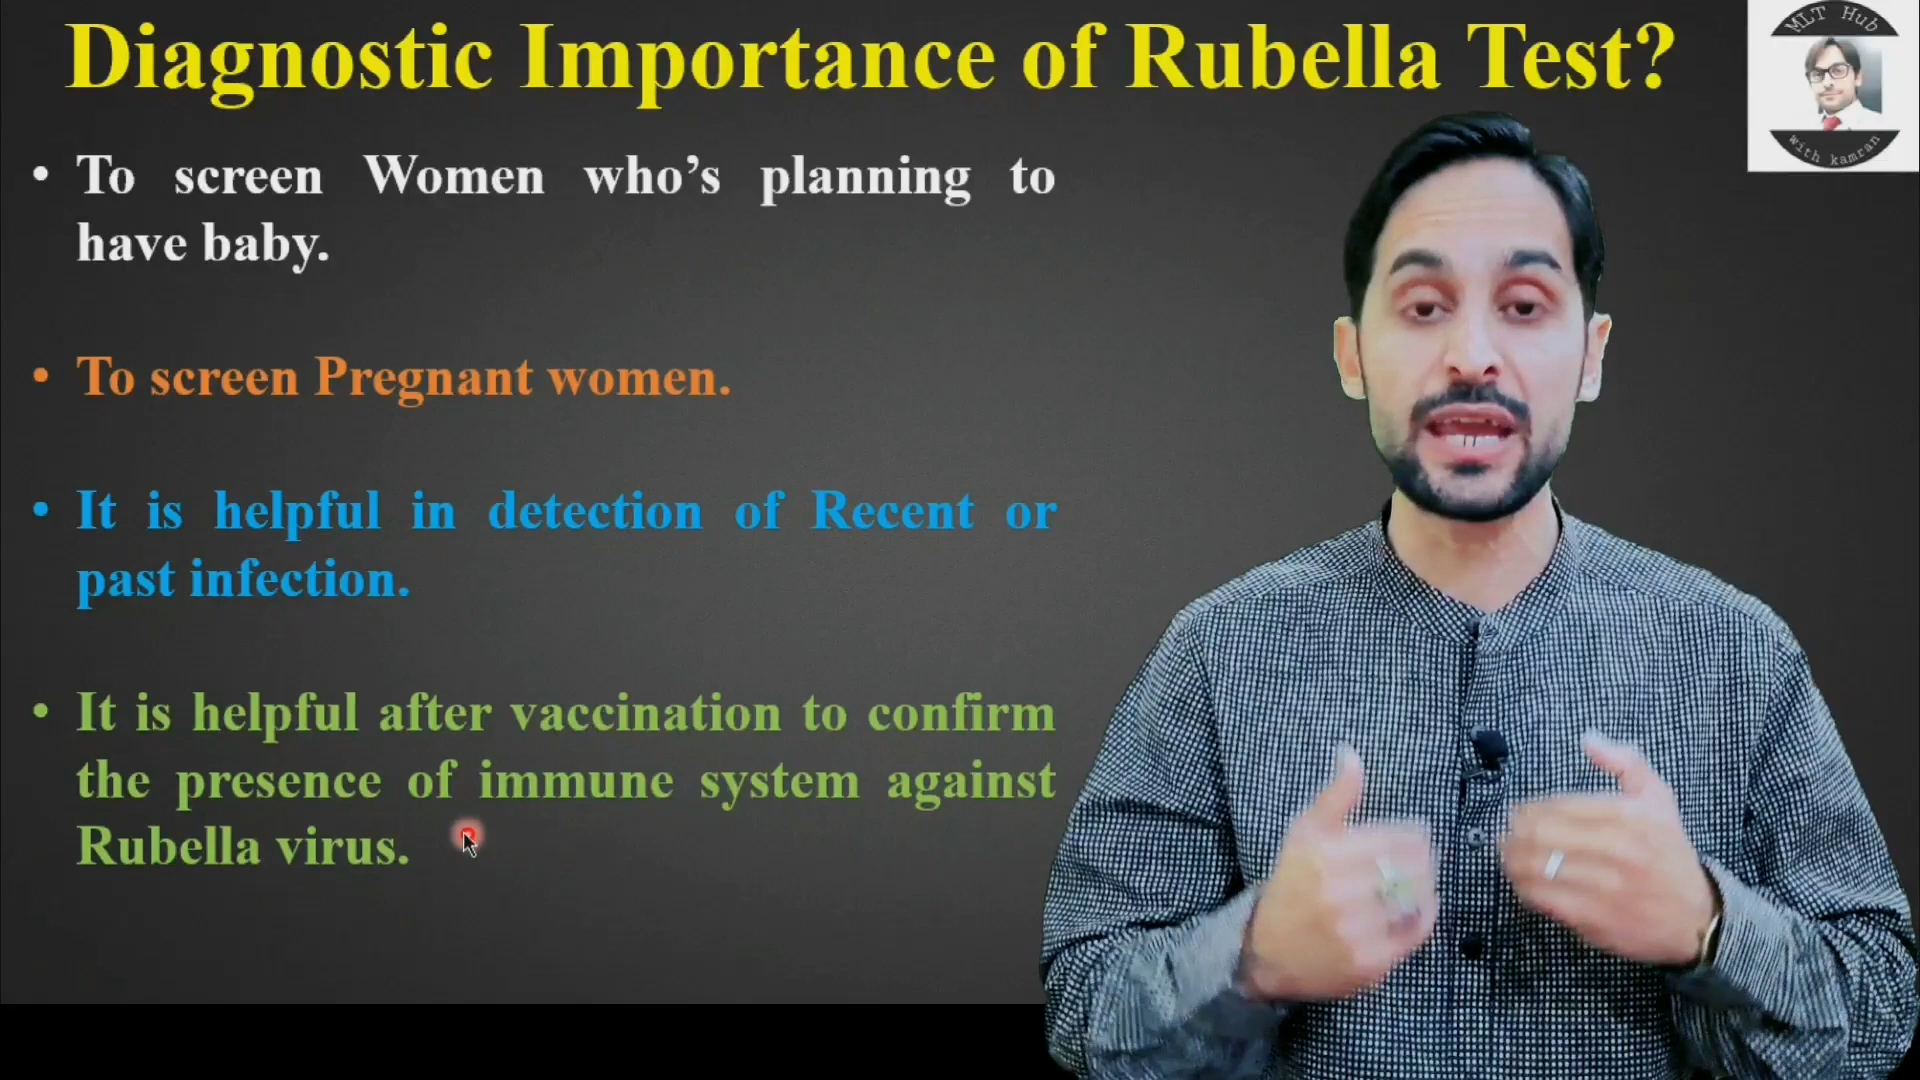 Diagnostic Importance of Rubella Test?
MLT Hub
with kamran
• To screen Women who’s planning to
have baby.
• To screen Pregnant women.
• It is helpful in detection of Recent or
past infection.
• It is helpful after vaccination to confirm
the presence of immune system against
Rubella virus.